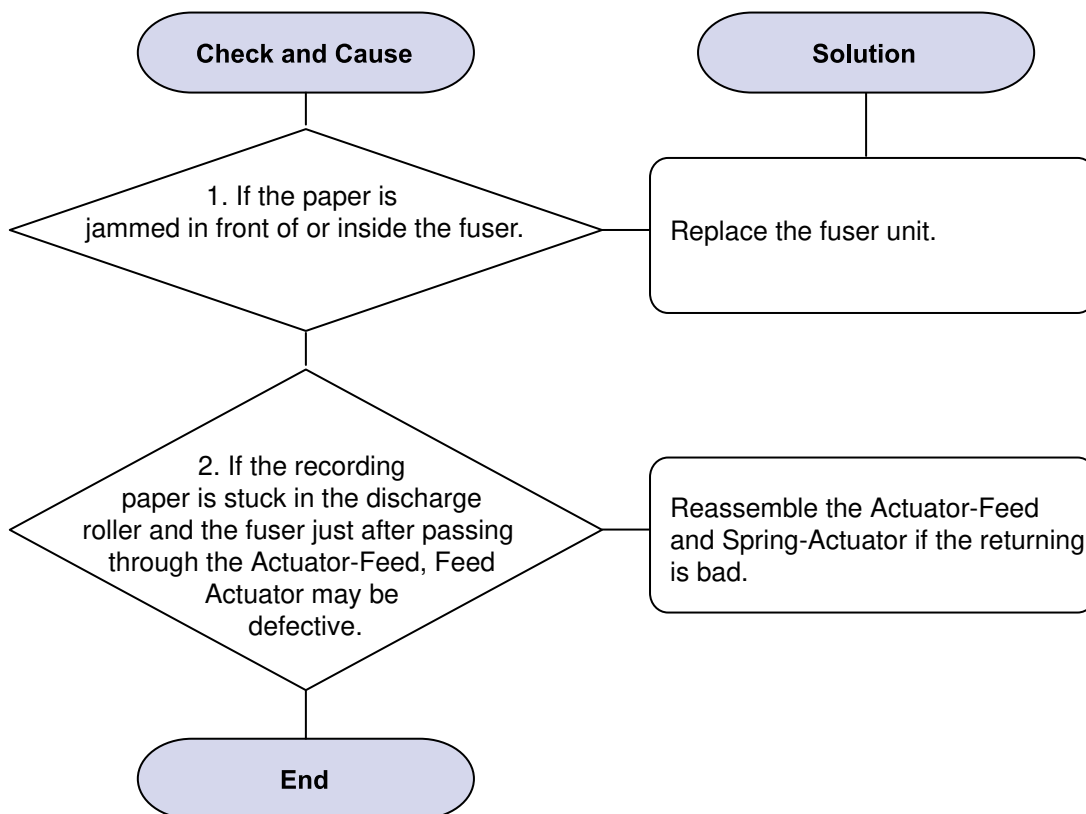 Check and Cause
Solution
1. If the paper is
jammed in front of or inside the fuser.
Replace the fuser unit.
2. If the recording
paper is stuck in the discharge
roller and the fuser just after passing
through the Actuator-Feed, Feed
Actuator may be
defective.
Reassemble the Actuator-Feed
and Spring-Actuator if the returning
is bad.
End